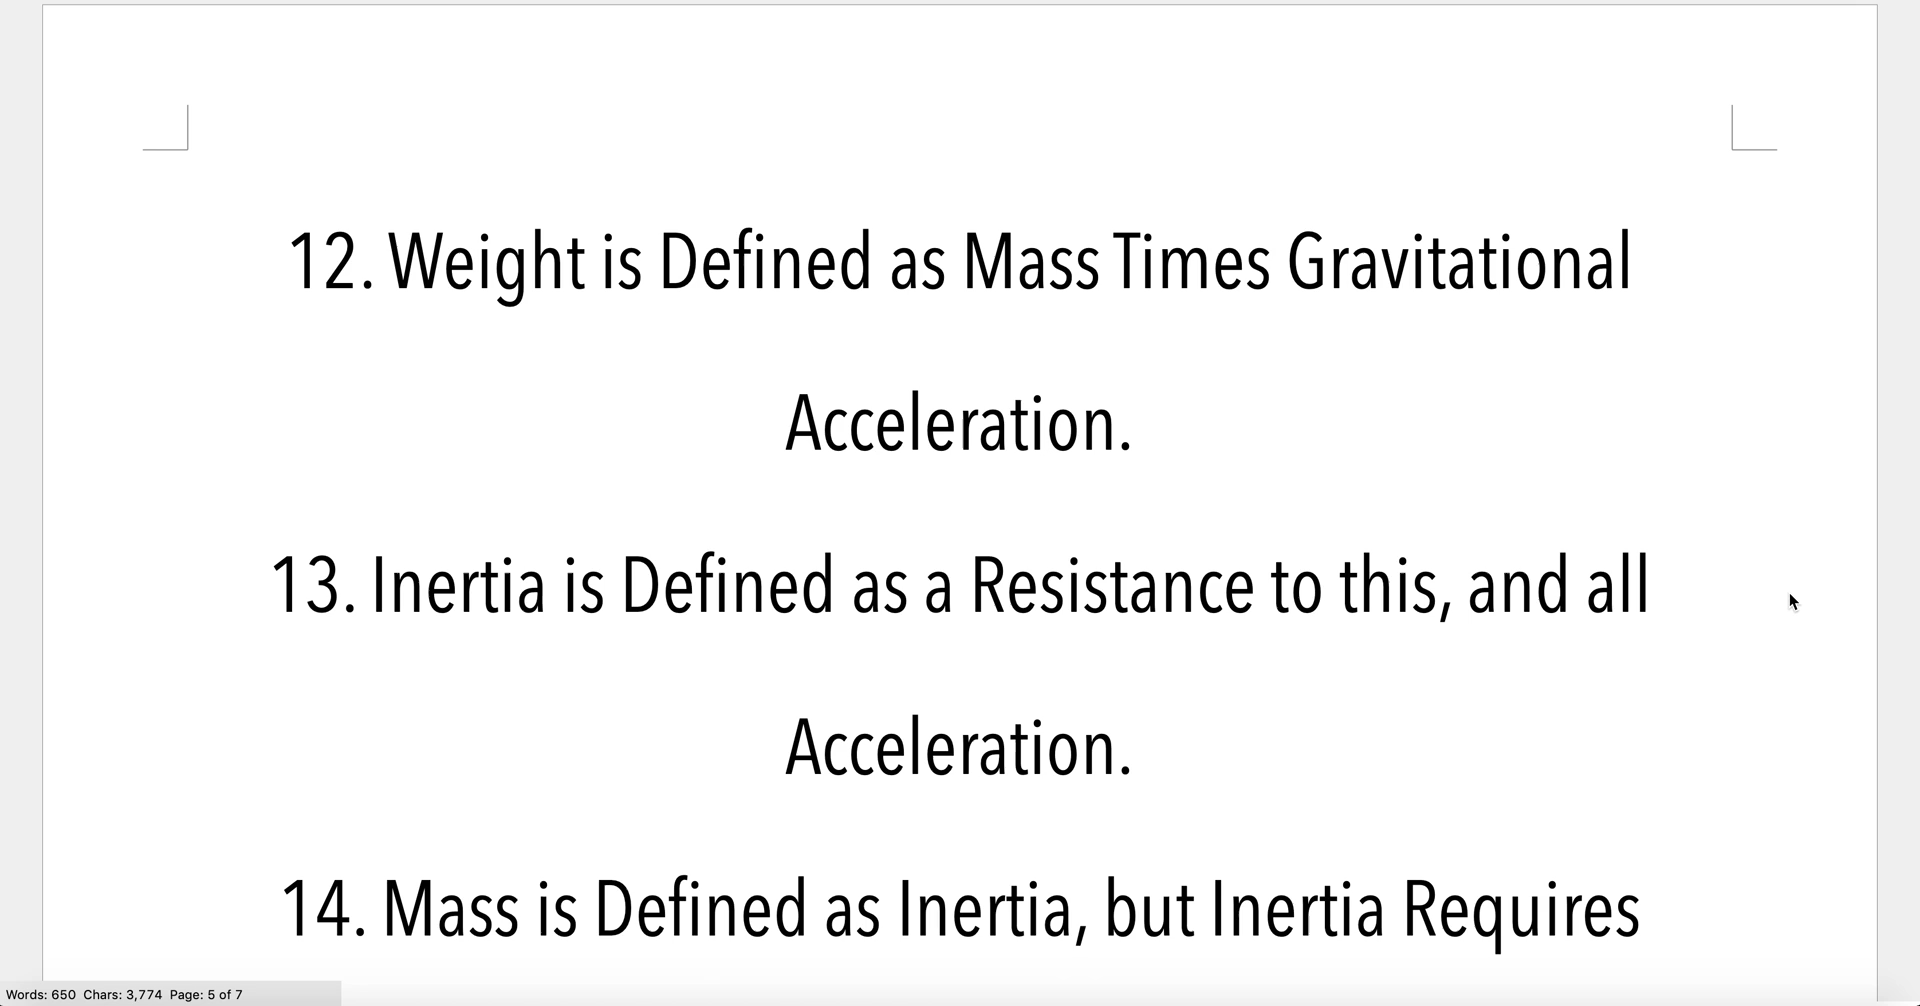 12. Weight is Defined as Mass Times Gravitational
Acceleration.
13. Inertia is Defined as a Resistance to this, and all
Acceleration.
14. Mass is Defined as Inertia, but Inertia Requires
Words: 650 Chars: 3,774 Page: 5 of 7